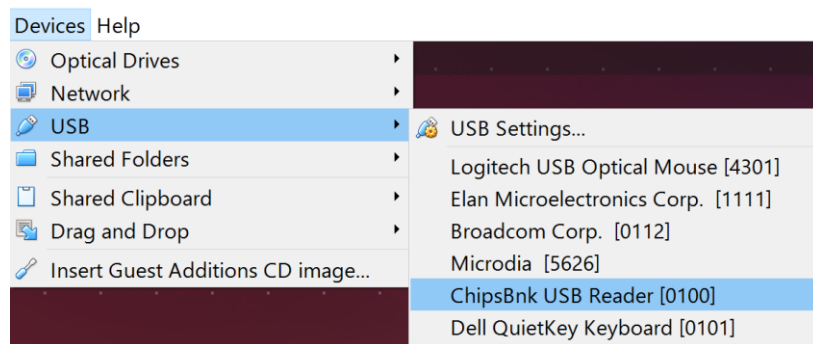 Devices Help
Optical Drives
Network
USB
Shared Folders
Shared Clipboard
Drag and Drop
Insert Guest Additions CD image...
USB Settings...
Logitech USB Optical Mouse [4301]
Elan Microelectronics Corp. [1111]
Broadcom Corp. [0112]
Microdia [5626]
ChipsBnk USB Reader [0100]
Dell QuietKey Keyboard [0101]